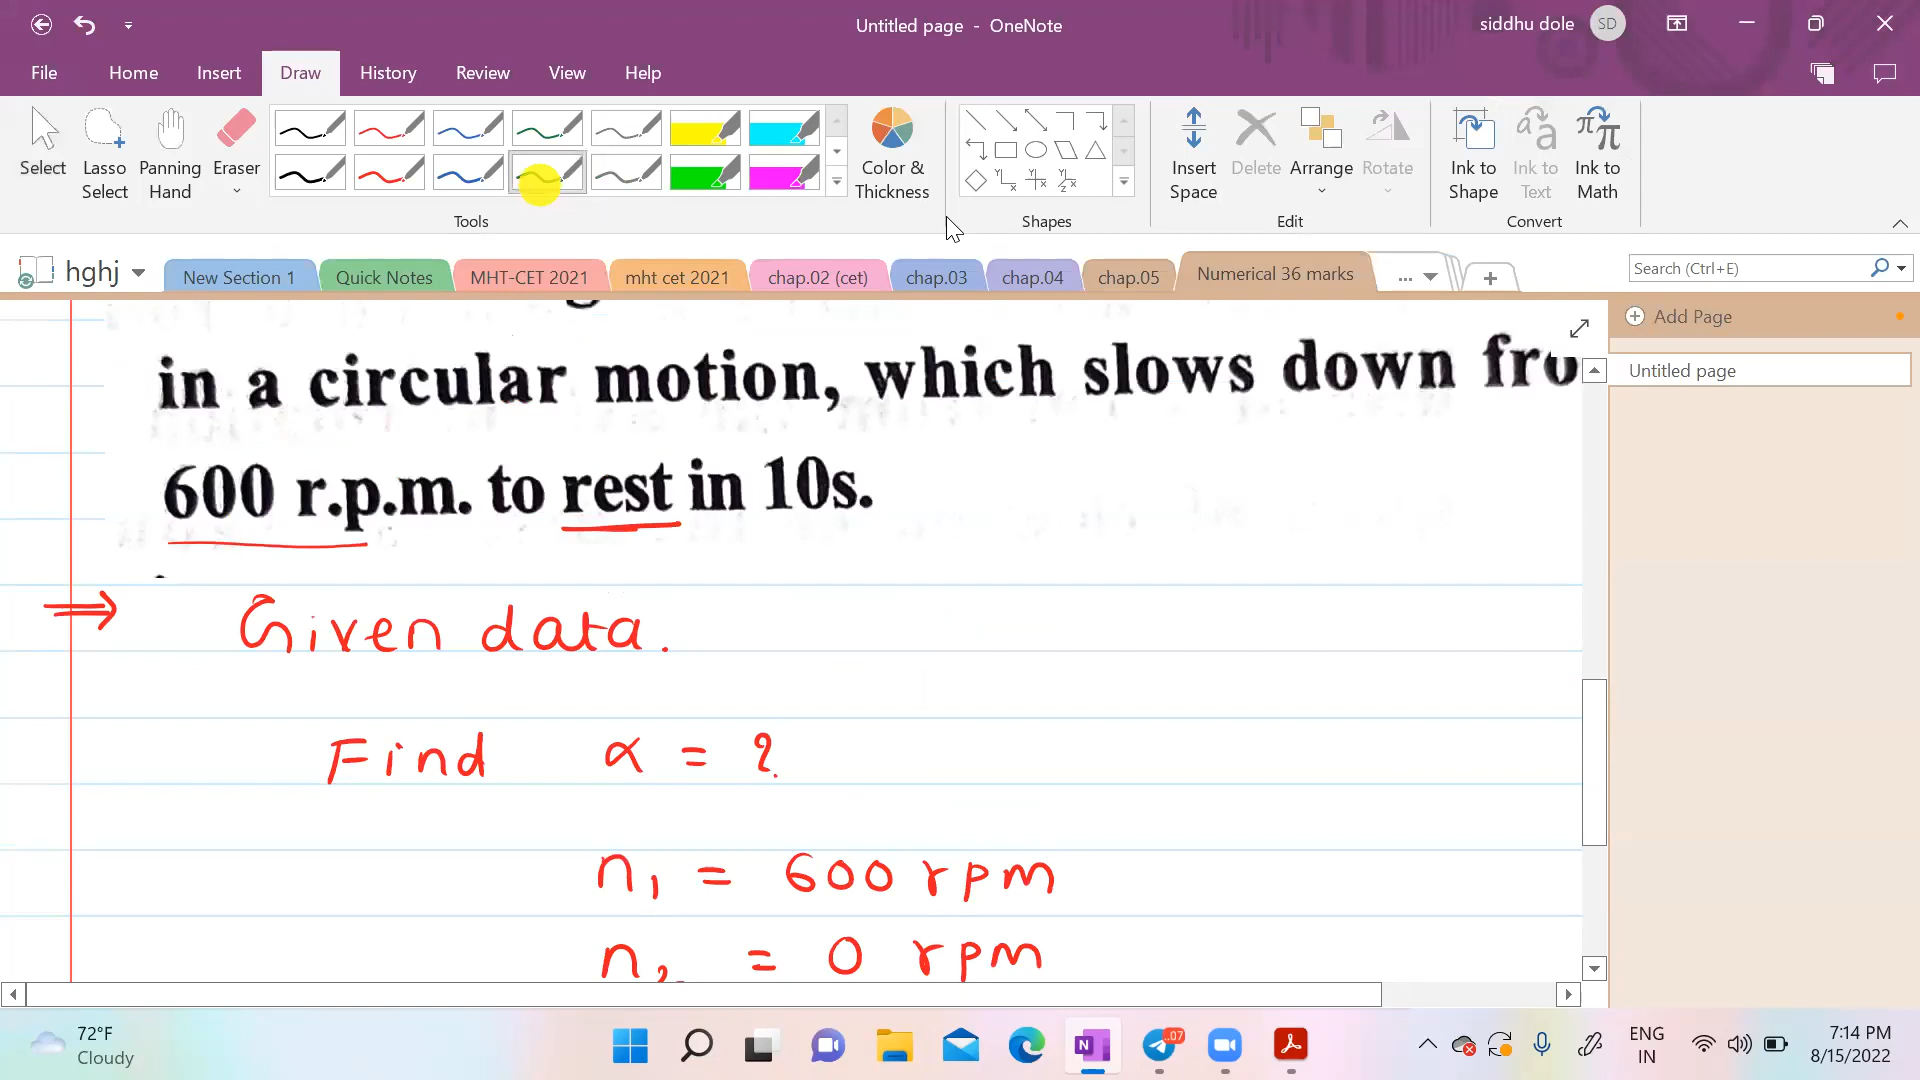 Untitled page - OneNote
siddhu dole SD
File Home Insert Draw History Review View Help
Select Lasso Select Panning Hand Eraser Color & Thickness Insert Space Delete Arrange Rotate Ink to Shape Ink to Text Ink to Math
Tools Shapes Edit Convert
hghj New Section 1 Quick Notes MHT-CET 2021 mht cet 2021 chap.02 (cet) chap.03 chap.04 chap.05 Numerical 36 marks ... Search (Ctrl+E)
Add Page
Untitled page
in a circular motion, which slows down fro
600 r.p.m. to rest in 10s.
⇒ Given data.
Find α = ?
n₁ = 600 rpm
n₂ = 0 rpm
72°F
Cloudy
07
ENG
IN
7:14 PM
8/15/2022